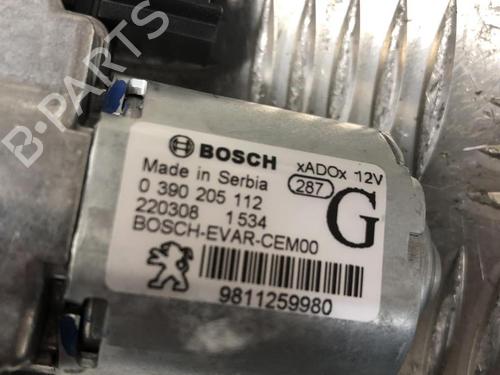 B-PARTS
BOSCH xADOx 12V
Made in Serbia 287
0 390 205 112 G
220308 1534
BOSCH-EVAR-CEM00
9811259980